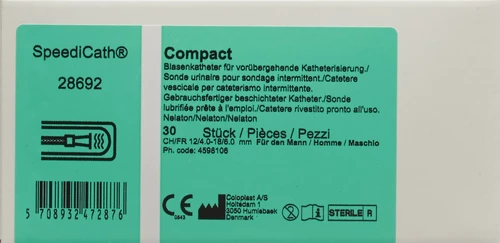 SpeediCath®
28692
Compact
Blasenkatheter für vorübergehende Katheterisierung./
Sonde urinaire pour sondage intermittent./Catetere
vescicale per cateterismo intermittente.
Gebrauchsfertiger beschichteter Katheter./Sonde
lubrifiée prête à l'emploi./Catetere rivestito pronto all'uso.
Nelaton/Nelaton/Nelaton
30 Stück / Pièces / Pezzi
CH/FR 12/4.0-18/6.0 mm Für den Mann / Homme / Maschio
Ph. code: 4598106
5 708932 472876
CE
0543
Coloplast A/S
Holtedam 1
3050 Humlebaek
Denmark
STERILE R